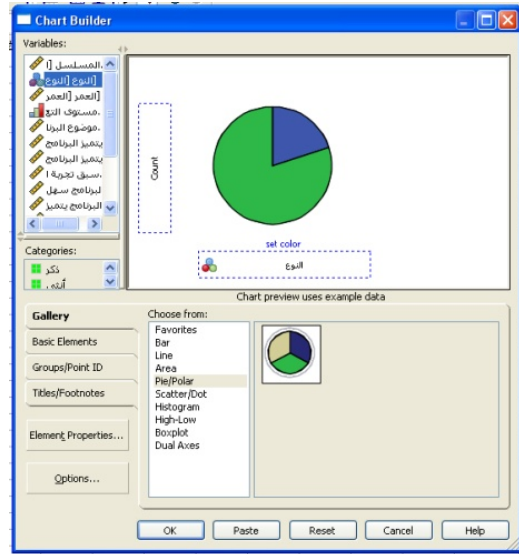 Chart Builder
Variables:
المسلسل [ا.
النوع [النوع]
العمر [العمر]
مستوى التع.
موضوع البرنا.
يتميز البرنامج
يتميز البرنامج
سبق تجربة ا.
لبرنامج سهل
البرنامج يتميز
Categories:
ذكر
أنثى
Count
set color
النوع
Chart preview uses example data
Gallery
Basic Elements
Groups/Point ID
Titles/Footnotes
Element Properties...
Options...
Choose from:
Favorites
Bar
Line
Area
Pie/Polar
Scatter/Dot
Histogram
High-Low
Boxplot
Dual Axes
OK
Paste
Reset
Cancel
Help